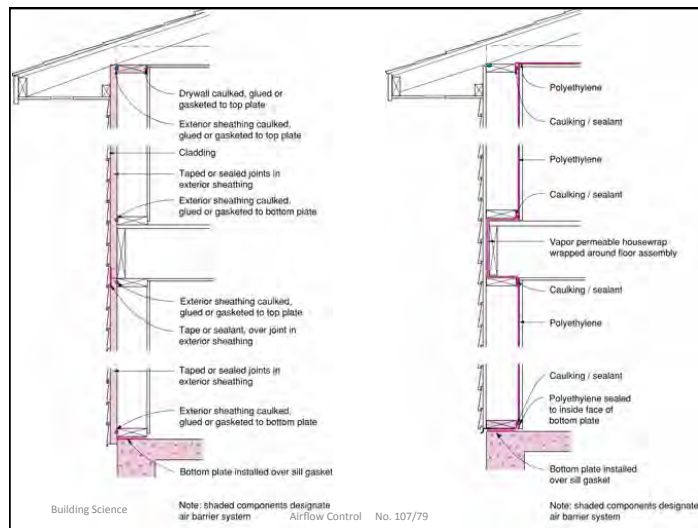 Drywall caulked, glued or
gasketed to top plate
Exterior sheathing caulked,
glued or gasketed to top plate
Cladding
Taped or sealed joints in
exterior sheathing
Exterior sheathing caulked,
glued or gasketed to bottom plate
Exterior sheathing caulked,
glued or gasketed to top plate
Tape or sealant, over joint in
exterior sheathing
Taped or sealed joints in
exterior sheathing
Exterior sheathing caulked,
glued or gasketed to bottom plate
Bottom plate installed over sill gasket
Note: shaded components designate
air barrier system
Polyethylene
Caulking / sealant
Polyethylene
Caulking / sealant
Vapor permeable housewrap
wrapped around floor assembly
Caulking / sealant
Polyethylene
Caulking / sealant
Polyethylene sealed
to inside face of
bottom plate
Bottom plate installed
over sill gasket
Note: shaded components designate
air barrier system
Building Science
Airflow Control No. 107/79